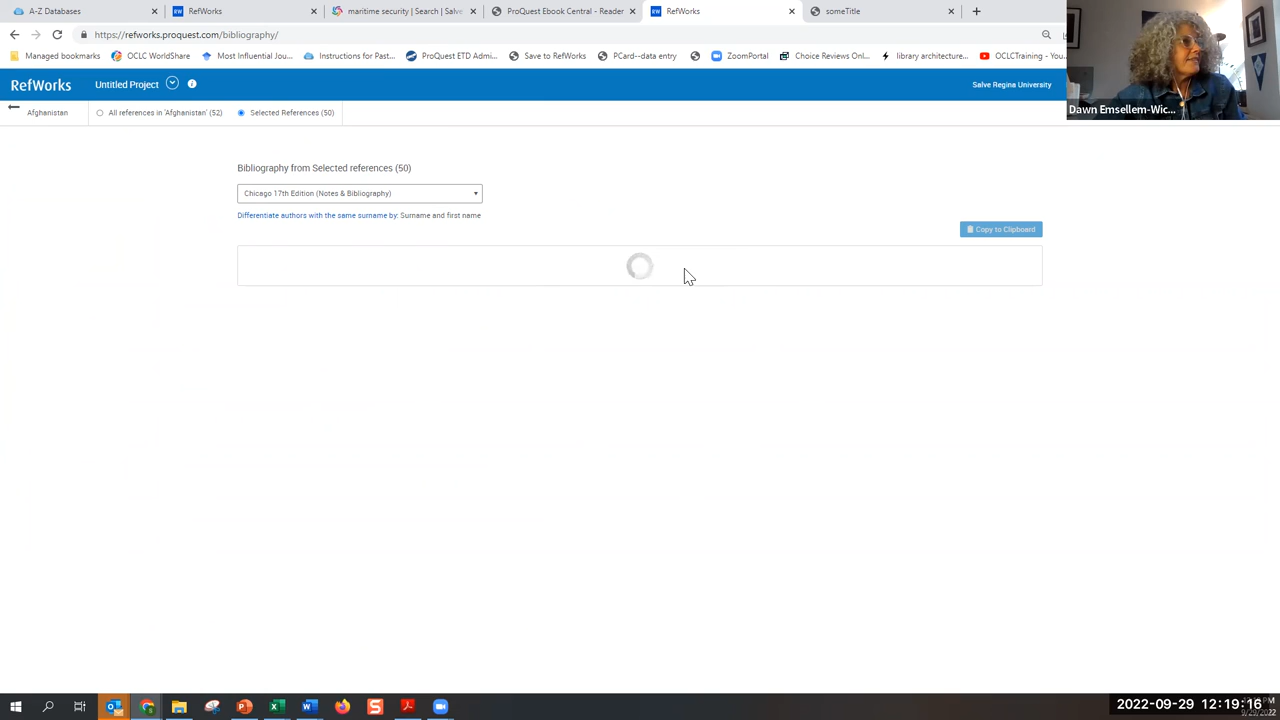 A-Z Databases
RefWorks
maritime security | Search | Salve
ProQuest Ebook Central - Reader
RefWorks
someTitle
https://refworks.proquest.com/bibliography/
Managed bookmarks
OCLC WorldShare
Most Influential Jour...
Instructions for Past...
ProQuest ETD Admi...
Save to RefWorks
PCard--data entry
ZoomPortal
Choice Reviews Onli...
library architecture...
OCLCTraining - You...
RefWorks
Untitled Project
Salve Regina University
Dawn Emsellem-Wic...
Afghanistan
All references in 'Afghanistan' (52)
Selected References (50)
Bibliography from Selected references (50)
Chicago 17th Edition (Notes & Bibliography)
Differentiate authors with the same surname by: Surname and first name
Copy to Clipboard
2022-09-29 12:19:16